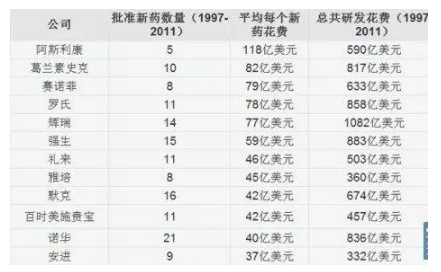 公司 批准新药数量（1997-2011） 平均每个新药花费 总共研发花费（1997-2011）
阿斯利康 5 118亿美元 590亿美元
葛兰素史克 10 82亿美元 817亿美元
赛诺菲 8 79亿美元 633亿美元
罗氏 11 78亿美元 858亿美元
辉瑞 14 77亿美元 1082亿美元
强生 15 59亿美元 883亿美元
礼来 11 46亿美元 503亿美元
雅培 8 45亿美元 360亿美元
默克 16 42亿美元 674亿美元
百时美施贵宝 11 42亿美元 457亿美元
诺华 21 40亿美元 836亿美元
安进 9 37亿美元 332亿美元